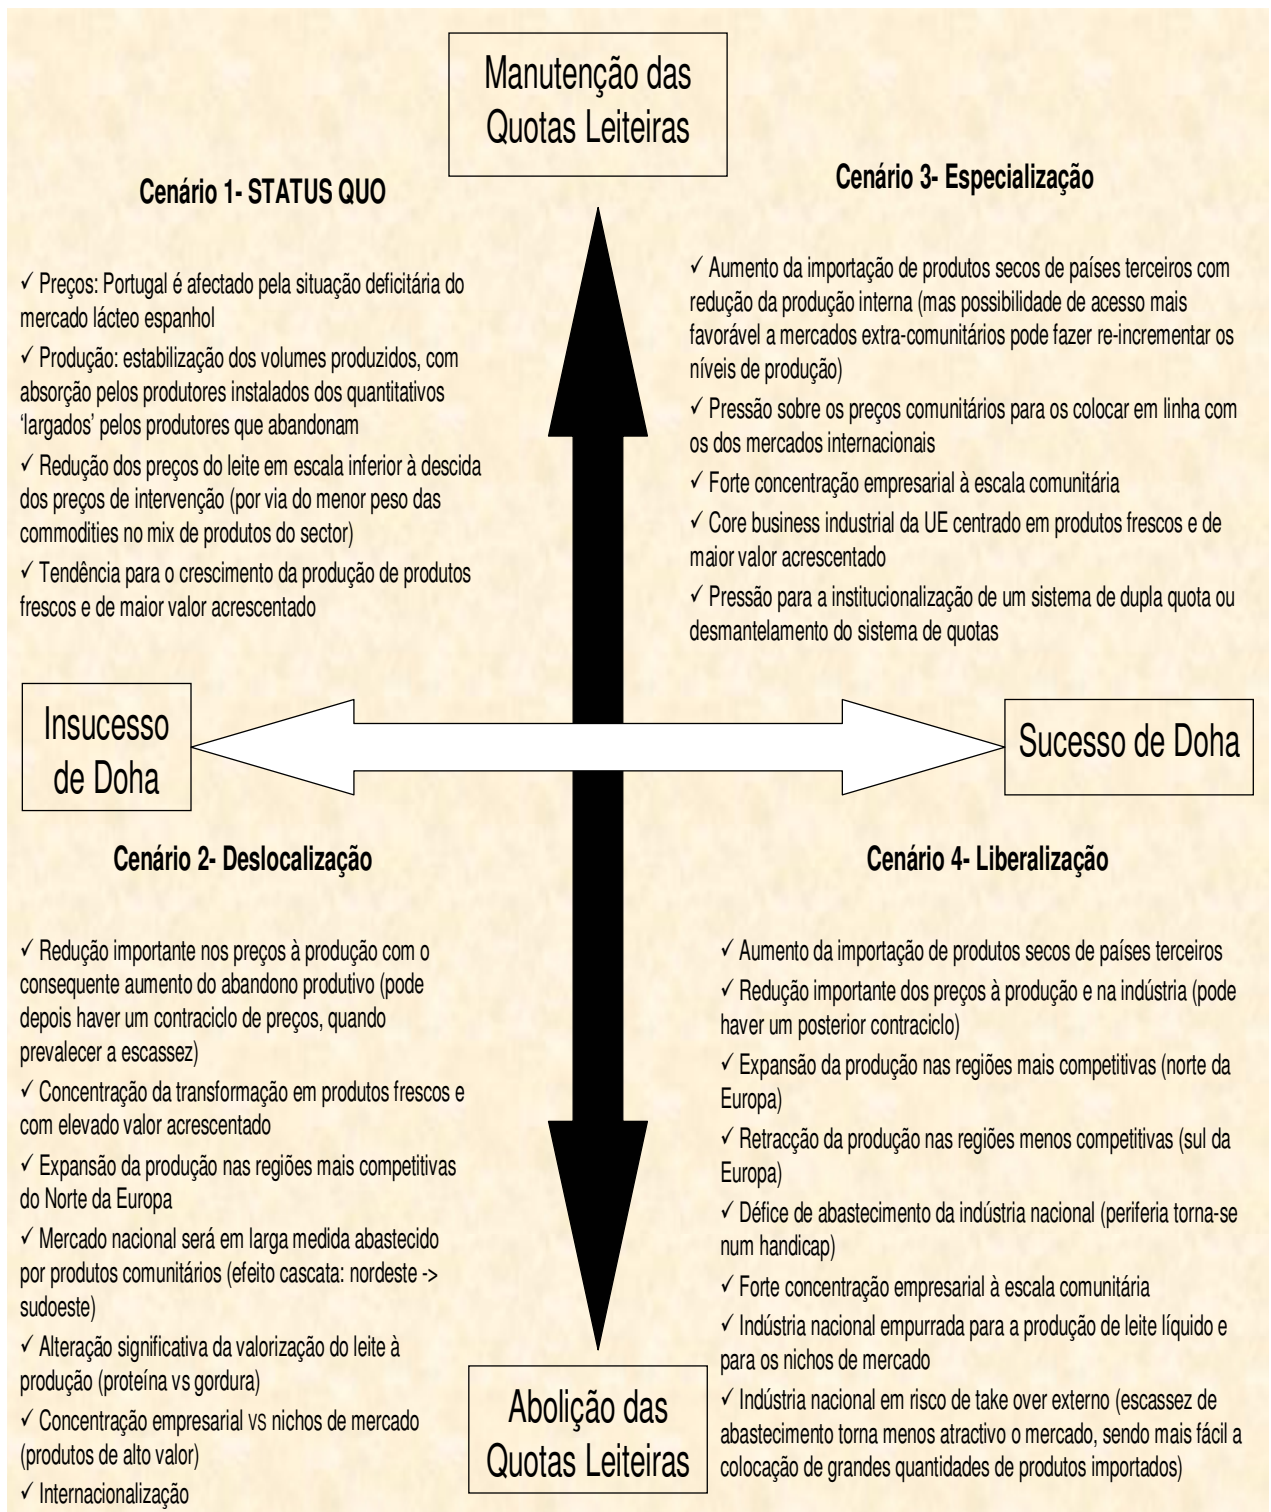 Manutenção das
Quotas Leiteiras
Cenário 1- STATUS QUO
✓ Preços: Portugal é afectado pela situação deficitária do
mercado lácteo espanhol
✓ Produção: estabilização dos volumes produzidos, com
absorção pelos produtores instalados dos quantitativos
‘largados’ pelos produtores que abandonam
✓ Redução dos preços do leite em escala inferior à descida
dos preços de intervenção (por via do menor peso das
commodities no mix de produtos do sector)
✓ Tendência para o crescimento da produção de produtos
frescos e de maior valor acrescentado
Cenário 3- Especialização
✓ Aumento da importação de produtos secos de países terceiros com
redução da produção interna (mas possibilidade de acesso mais
favorável a mercados extra-comunitários pode fazer re-incrementar os
níveis de produção)
✓ Pressão sobre os preços comunitários para os colocar em linha com
os dos mercados internacionais
✓ Forte concentração empresarial à escala comunitária
✓ Core business industrial da UE centrado em produtos frescos e de
maior valor acrescentado
✓ Pressão para a institucionalização de um sistema de dupla quota ou
desmantelamento do sistema de quotas
Insucesso
de Doha
Sucesso de Doha
Cenário 2- Deslocalização
✓ Redução importante nos preços à produção com o
consequente aumento do abandono produtivo (pode
depois haver um contraciclo de preços, quando
prevalecer a escassez)
✓ Concentração da transformação em produtos frescos e
com elevado valor acrescentado
✓ Expansão da produção nas regiões mais competitivas
do Norte da Europa
✓ Mercado nacional será em larga medida abastecido
por produtos comunitários (efeito cascata: nordeste ->
sudoeste)
✓ Alteração significativa da valorização do leite à
produção (proteína vs gordura)
✓ Concentração empresarial vs nichos de mercado
(produtos de alto valor)
✓ Internacionalização
Cenário 4- Liberalização
✓ Aumento da importação de produtos secos de países terceiros
✓ Redução importante dos preços à produção e na indústria (pode
haver um posterior contraciclo)
✓ Expansão da produção nas regiões mais competitivas (norte da
Europa)
✓ Retracção da produção nas regiões menos competitivas (sul da
Europa)
✓ Défice de abastecimento da indústria nacional (periferia torna-se
num handicap)
✓ Forte concentração empresarial à escala comunitária
✓ Indústria nacional empurrada para a produção de leite líquido e
para os nichos de mercado
✓ Indústria nacional em risco de take over externo (escassez de
abastecimento torna menos atractivo o mercado, sendo mais fácil a
colocação de grandes quantidades de produtos importados)
Abolição das
Quotas Leiteiras